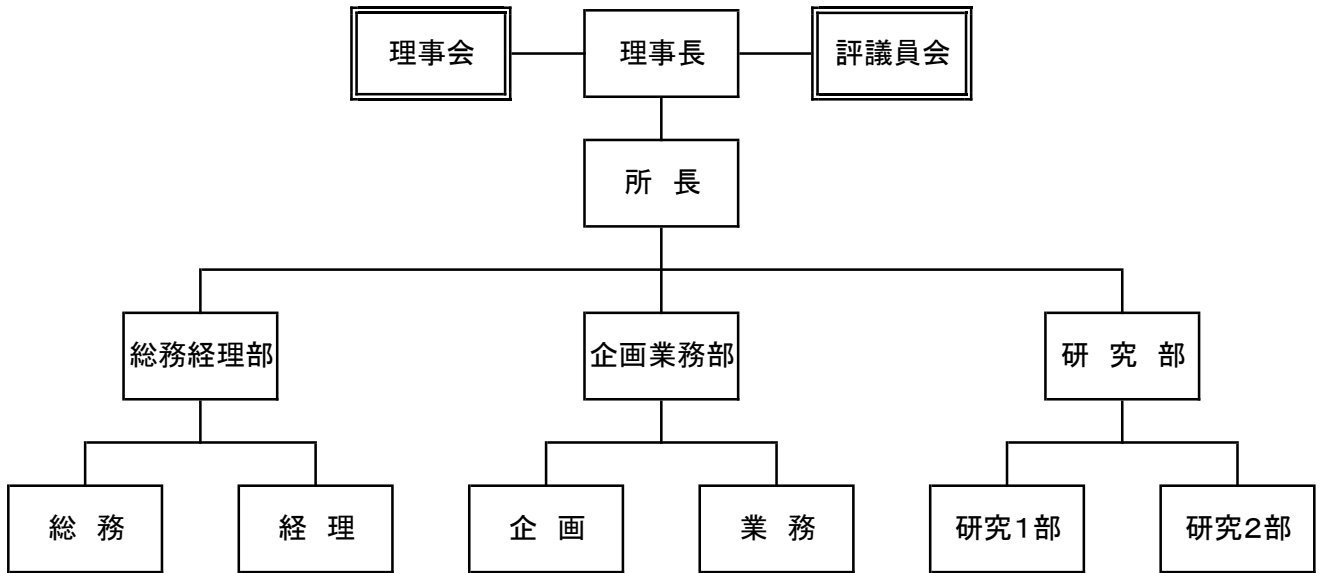 理事会
理事長
評議員会
所 長
総務経理部
企画業務部
研 究 部
総 務
経 理
企 画
業 務
研究１部
研究２部